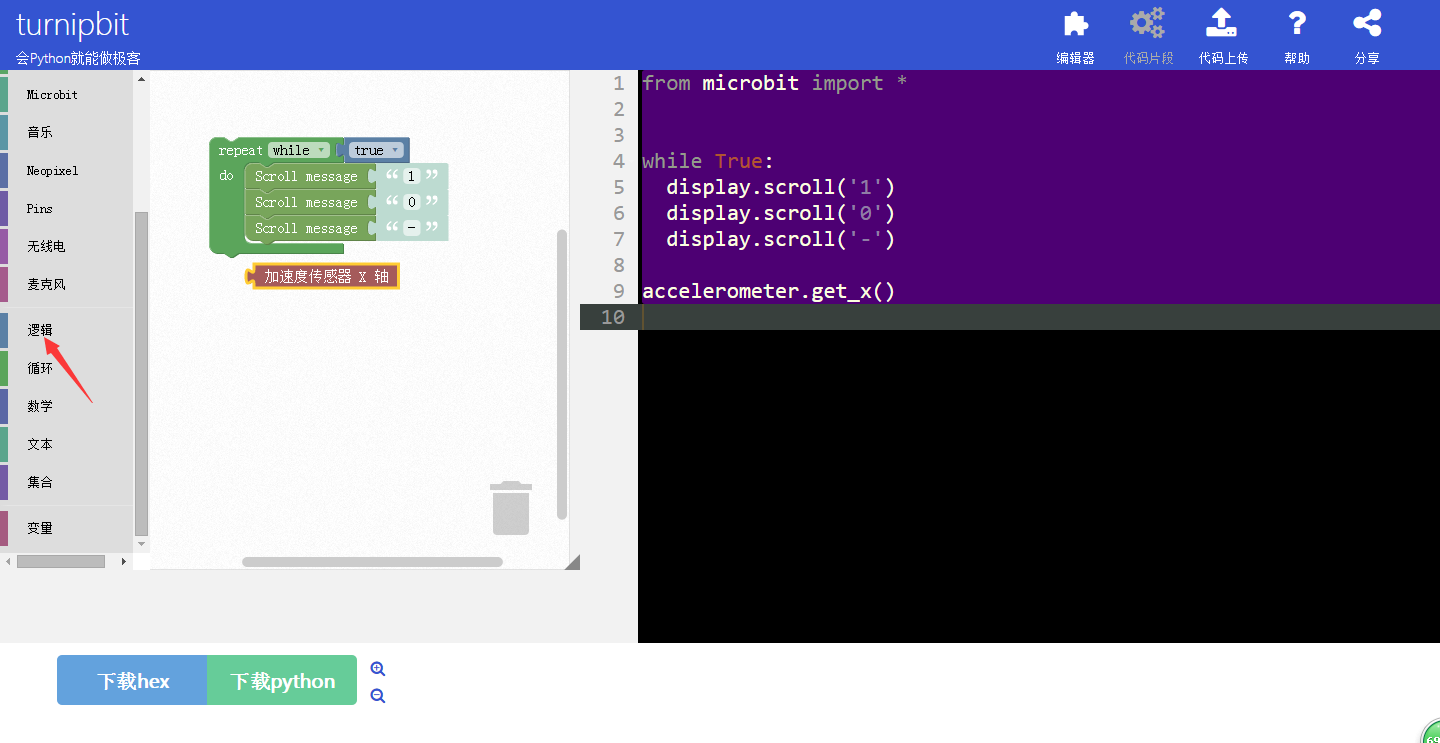 turnipbit
会Python就能做极客
编辑器
代码片段
代码上传
帮助
分享
Microbit
音乐
Neopixel
Pins
无线电
麦克风
逻辑
循环
数学
文本
集合
变量
repeat while true
do Scroll message “ 1 ”
Scroll message “ 0 ”
Scroll message “ - ”
加速度传感器 X 轴
1 from microbit import *
2
3
4 while True:
5 display.scroll('1')
6 display.scroll('0')
7 display.scroll('-')
8
9 accelerometer.get_x()
10
下载hex
下载python